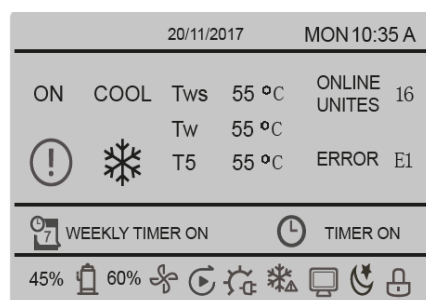 20/11/2017 MON 10:35 A
ON COOL Tws 55 °C ONLINE UNITES 16
Tw 55 °C
T5 55 °C ERROR E1
7 WEEKLY TIMER ON TIMER ON
45% 60%